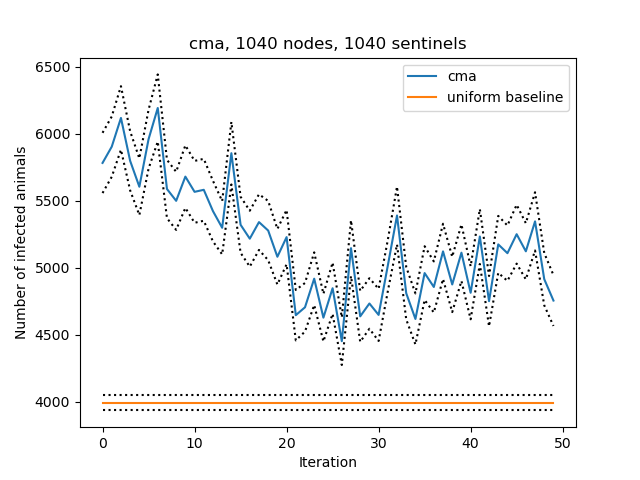 cma, 1040 nodes, 1040 sentinels
cma
uniform baseline
Number of infected animals
6500
6000
5500
5000
4500
4000
0 10 20 30 40 50
Iteration